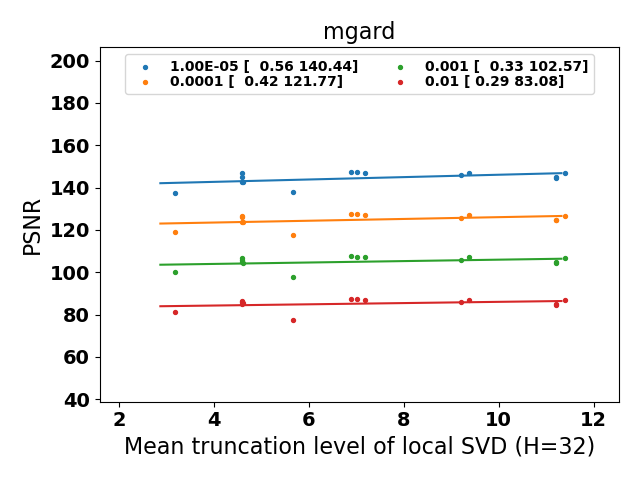 mgard
1.00E-05 [  0.56 140.44]
0.0001 [  0.42 121.77]
0.001 [  0.33 102.57]
0.01 [ 0.29 83.08]
PSNR
200
180
160
140
120
100
80
60
40
2 4 6 8 10 12
Mean truncation level of local SVD (H=32)